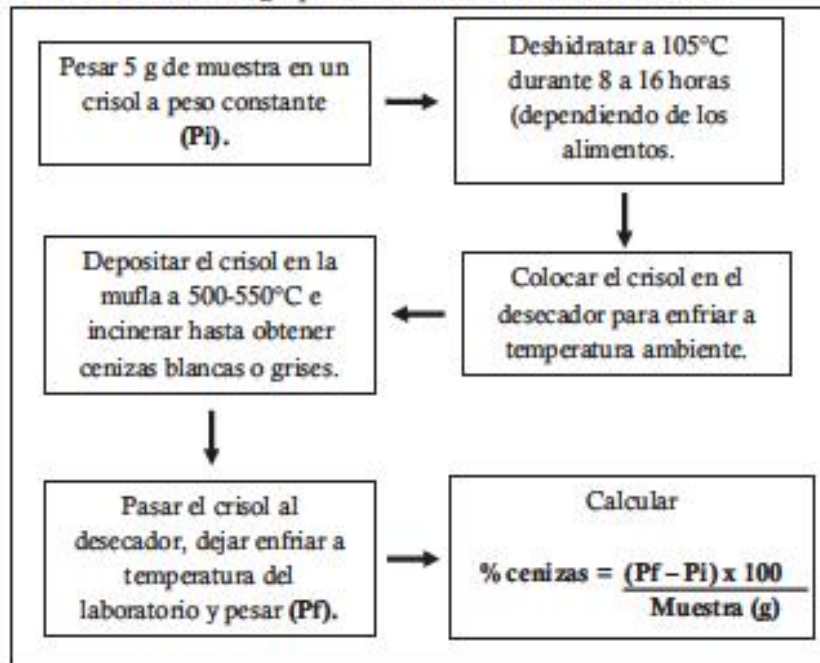 Pesar 5 g de muestra en un
crisol a peso constante
(Pi).
Deshidratar a 105°C
durante 8 a 16 horas
(dependiendo de los
alimentos.
Colocar el crisol en el
desecador para enfriar a
temperatura ambiente.
Depositar el crisol en la
mufla a 500-550°C e
incinerar hasta obtener
cenizas blancas o grises.
Pasar el crisol al
desecador, dejar enfriar a
temperatura del
laboratorio y pesar (Pf).
Calcular
% cenizas = (Pf – Pi) x 100
Muestra (g)